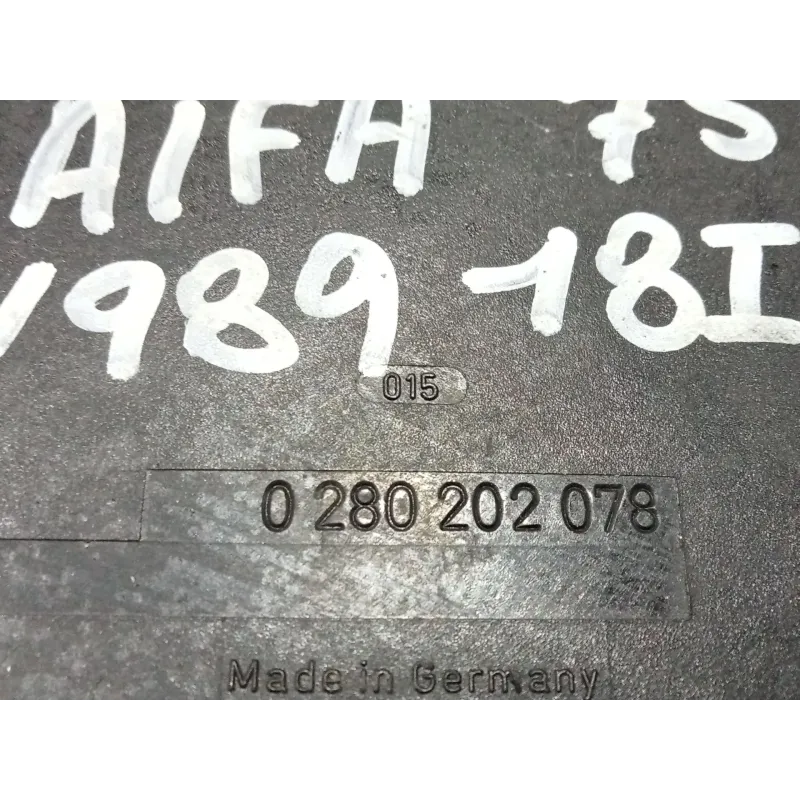 AlFA 75
1989 18I
015
0 280 202 078
Made in Germany